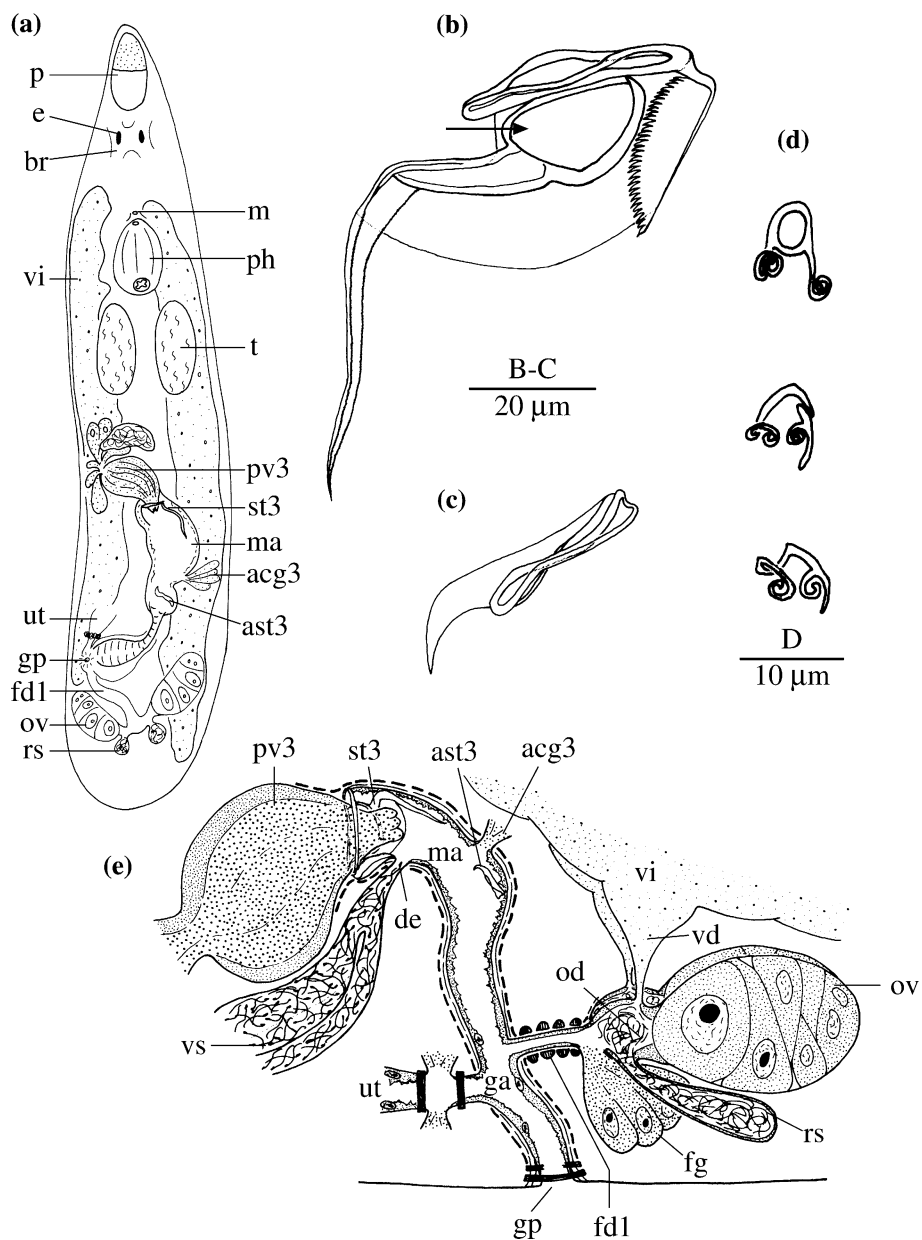 (a)
p
e
br
m
ph
vi
t
pv3
st3
ma
acg3
ast3
ut
gp
fd1
ov
rs
(b)
B-C
20 µm
(c)
(d)
D
10 µm
(e)
pv3
st3
ast3
acg3
ma
vi
de
vd
od
ov
vs
ut
ga
rs
fg
gp
fd1